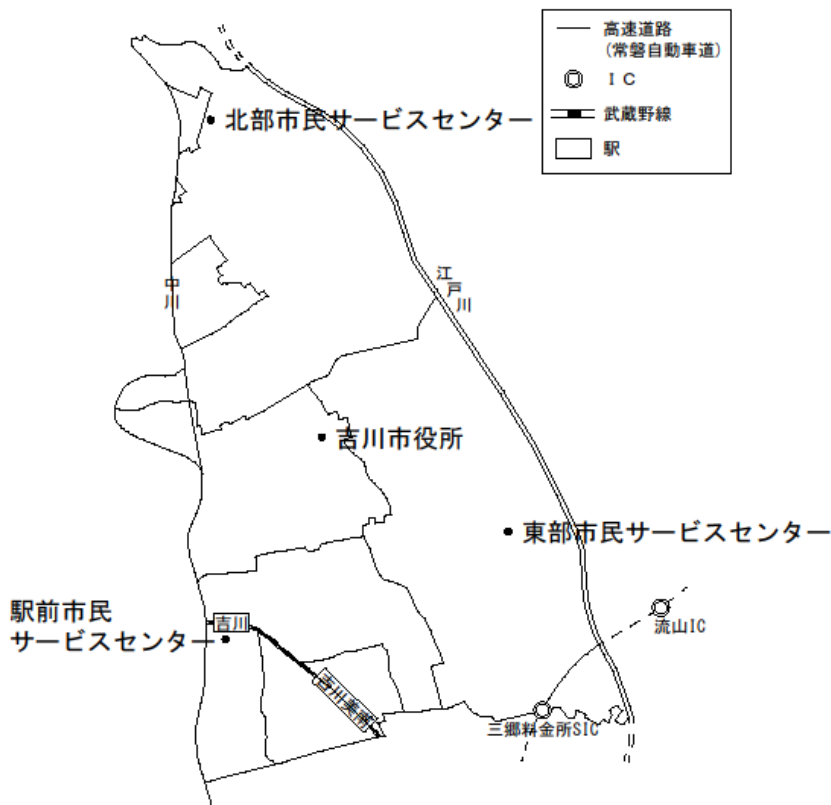 高速道路
(常磐自動車道)
ＩＣ
武蔵野線
駅
北部市民サービスセンター
江戸川
中川
吉川市役所
東部市民サービスセンター
駅前市民
サービスセンター
吉川
流山IC
吉川美南
三郷料金所SIC